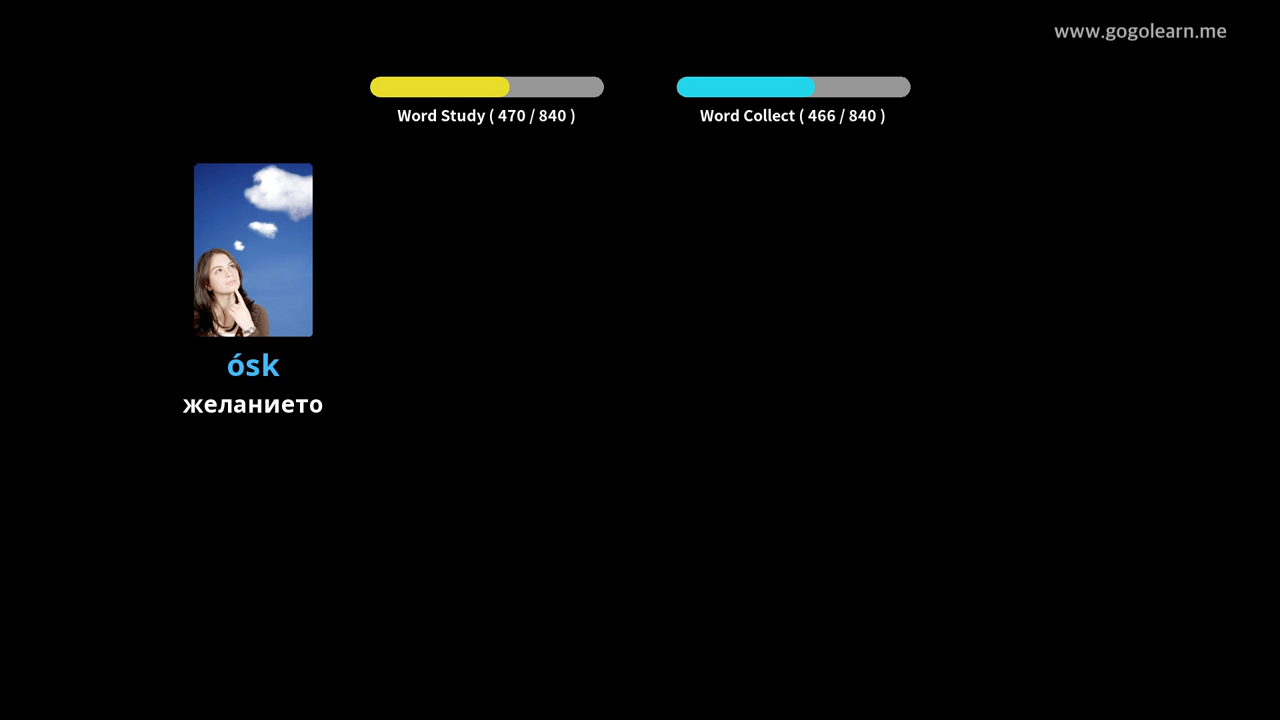 www.gogolearn.me
Word Study ( 470 / 840 )
Word Collect ( 466 / 840 )
ósk
желанието